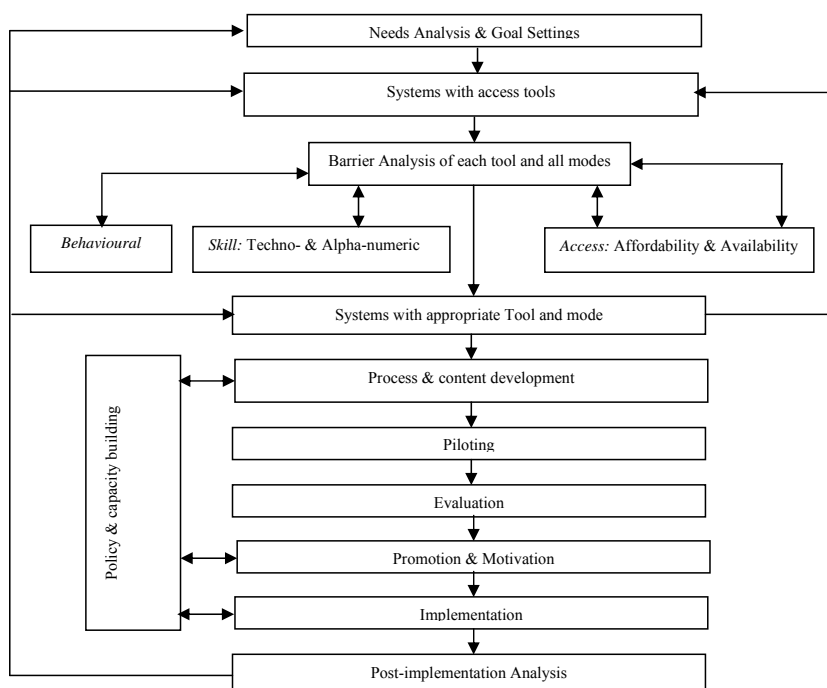 Needs Analysis & Goal Settings
Systems with access tools
Barrier Analysis of each tool and all modes
Behavioural
Skill: Techno- & Alpha-numeric
Access: Affordability & Availability
Systems with appropriate Tool and mode
Policy & capacity building
Process & content development
Piloting
Evaluation
Promotion & Motivation
Implementation
Post-implementation Analysis